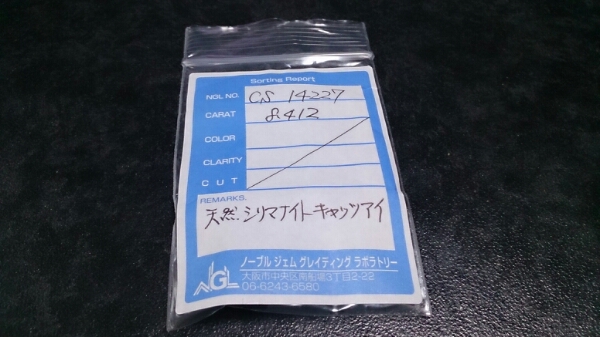 Sorting Report
NGL NO. CS 14227
CARAT 8.412
COLOR
CLARITY
CUT
REMARKS.
天然シリマナイトキャッツアイ
NGL
ノーブル ジェム グレイティング ラボラトリー
大阪市中央区南船場3丁目2-22
06-6243-6580